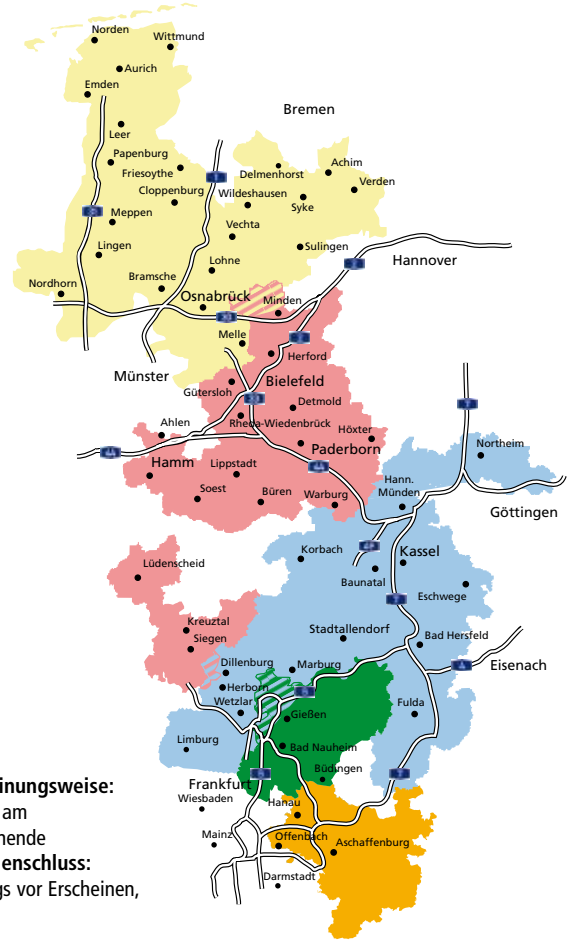 Norden
Wittmund
Aurich
Emden
Bremen
Leer
Papenburg
Friesoythe
Delmenhorst
Achim
Cloppenburg
Wildeshausen
Verden
Syke
Meppen
Vechta
Lingen
Sulingen
Hannover
Lohne
Nordhorn
Bramsche
Osnabrück
Minden
Melle
Herford
Münster
Bielefeld
Gütersloh
Detmold
Ahlen
Rheda-Wiedenbrück
Höxter
Paderborn
Northeim
Hamm
Lippstadt
Hann.
Münden
Soest
Büren
Warburg
Göttingen
Korbach
Kassel
Lüdenscheid
Baunatal
Eschwege
Kreuztal
Siegen
Stadtallendorf
Bad Hersfeld
Dillenburg
Marburg
Eisenach
Herborn
Wetzlar
Gießen
Fulda
Limburg
Bad Nauheim
Büdingen
inungsweise:
Frankfurt
am
Wiesbaden
Hanau
nende
Mainz
Offenbach
Aschaffenburg
enschluss:
gs vor Erscheinen,
Darmstadt